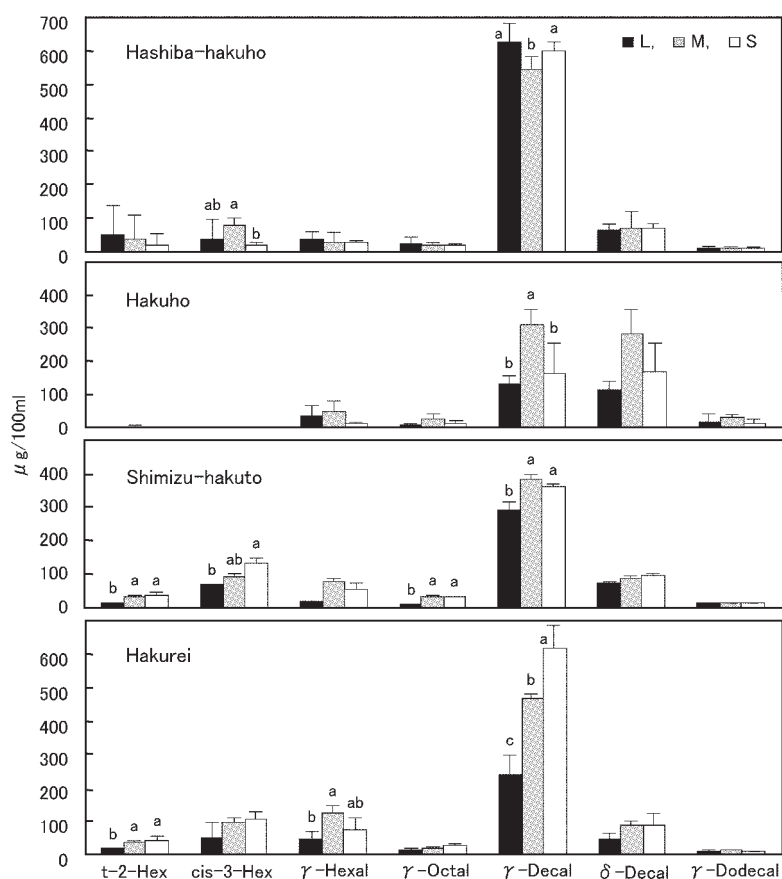 700
600
500
400
300
200
100
0
Hashiba-hakuho
L, M, S
a b a
ab a b
400
300
200
100
0
Hakuho
a
b b
μg/100ml
400
300
200
100
0
Shimizu-hakuto
b a a
b ab a
b a a
b a a
600
500
400
300
200
100
0
Hakurei
b a a
b a ab
c b a
t-2-Hex cis-3-Hex γ-Hexal γ-Octal γ-Decal δ-Decal γ-Dodecal